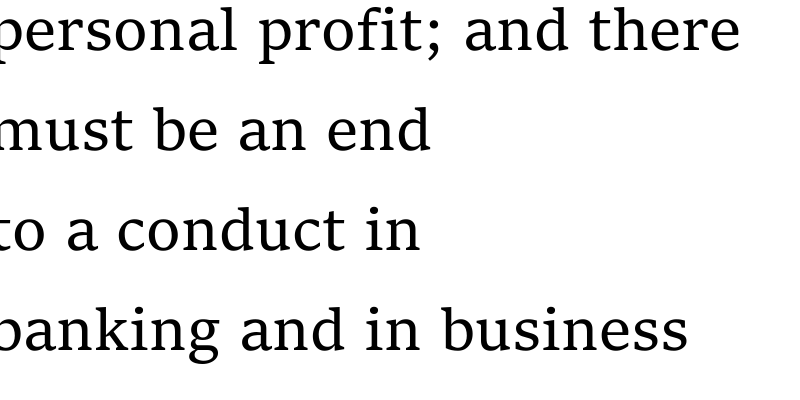 personal profit; and there
must be an end
to a conduct in
banking and in business